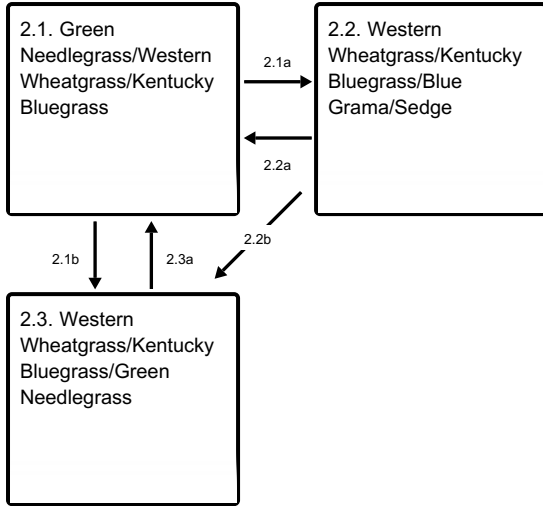 2.1. Green
Needlegrass/Western
Wheatgrass/Kentucky
Bluegrass
2.1a
2.2. Western
Wheatgrass/Kentucky
Bluegrass/Blue
Grama/Sedge
2.2a
2.1b
2.3a
2.2b
2.3. Western
Wheatgrass/Kentucky
Bluegrass/Green
Needlegrass